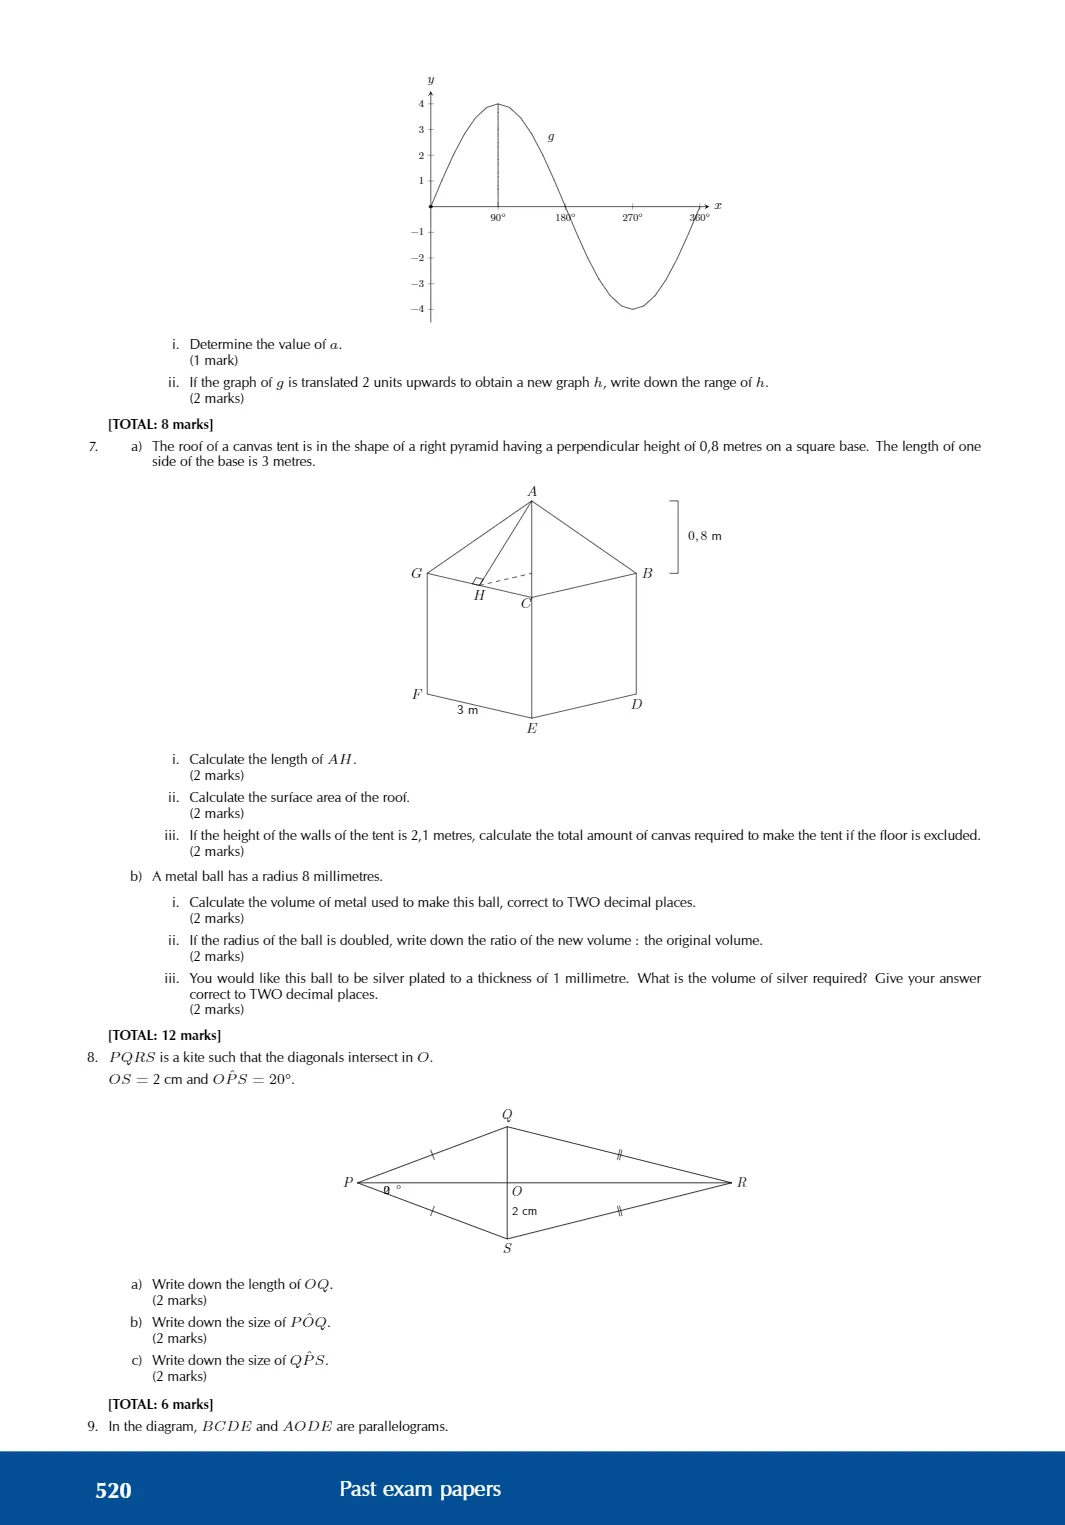 y
4
3
2
1
−1
−2
−3
−4
90°
180°
270°
360°
x
g
i. Determine the value of a.
(1 mark)
ii. If the graph of g is translated 2 units upwards to obtain a new graph h, write down the range of h.
(2 marks)
[TOTAL: 8 marks]
7. a) The roof of a canvas tent is in the shape of a right pyramid having a perpendicular height of 0,8 metres on a square base. The length of one
side of the base is 3 metres.
A
0, 8 m
G
B
H
C
F
3 m
D
E
i. Calculate the length of AH.
(2 marks)
ii. Calculate the surface area of the roof.
(2 marks)
iii. If the height of the walls of the tent is 2,1 metres, calculate the total amount of canvas required to make the tent if the floor is excluded.
(2 marks)
b) A metal ball has a radius 8 millimetres.
i. Calculate the volume of metal used to make this ball, correct to TWO decimal places.
(2 marks)
ii. If the radius of the ball is doubled, write down the ratio of the new volume : the original volume.
(2 marks)
iii. You would like this ball to be silver plated to a thickness of 1 millimetre. What is the volume of silver required? Give your answer
correct to TWO decimal places.
(2 marks)
[TOTAL: 12 marks]
8. PQRS is a kite such that the diagonals intersect in O.
OS = 2 cm and OP̂S = 20°.
Q
P
O
R
2 cm
S
a) Write down the length of OQ.
(2 marks)
b) Write down the size of PÔQ.
(2 marks)
c) Write down the size of QP̂S.
(2 marks)
[TOTAL: 6 marks]
9. In the diagram, BCDE and AODE are parallelograms.
520 Past exam papers